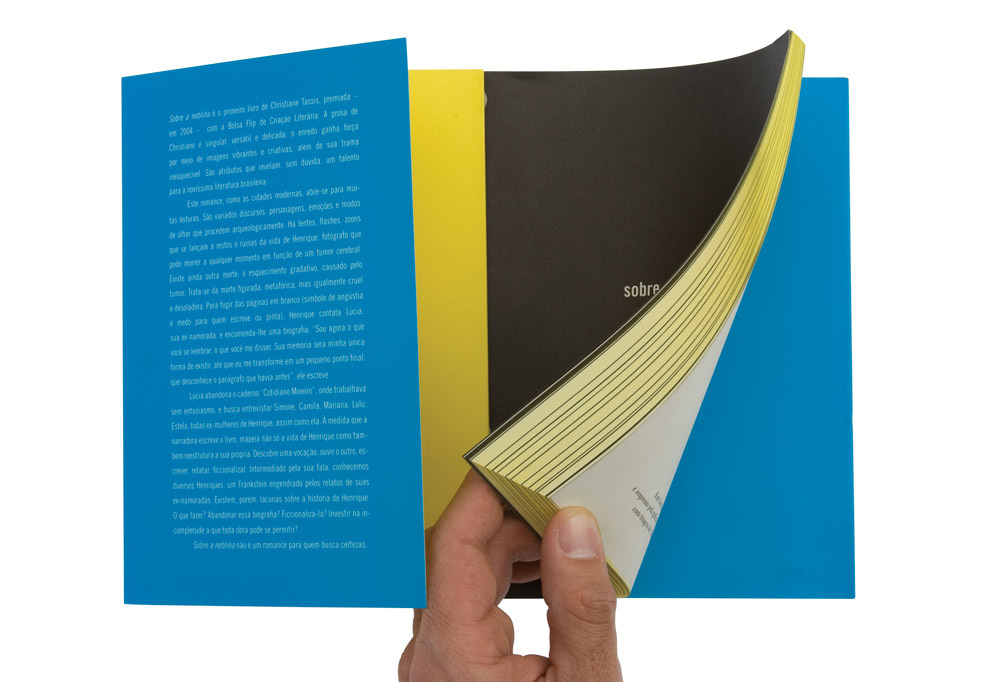 Sobre a neblina é o primeiro livro de Christiane Tassis, premiada –
em 2004 – com a Bolsa Flip de Criação Literária. A prosa de
Christiane é singular, versátil e delicada, o enredo ganha força
por meio de imagens vibrantes e criativas, além de sua trama
inesquecível. São atributos que revelam, sem dúvida, um talento
para a novíssima literatura brasileira.
Este romance, como as cidades modernas, abre-se para mui-
tas leituras. São variados discursos, personagens, emoções e modos
de olhar que procedem arqueologicamente. Há lentes, flashes, zoons
que se lançam a restos e ruínas da vida de Henrique, fotógrafo que
pode morrer a qualquer momento em função de um tumor cerebral.
Existe ainda outra morte: o esquecimento gradativo, causado pelo
tumor. Trata-se da morte figurada, metafórica, mas igualmente cruel
e desoladora. Para fugir das páginas em branco (símbolo de angústia
e medo para quem escreve ou pinta), Henrique contata Lúcia,
sua ex-namorada, e encomenda-lhe uma biografia. “Sou agora o que
você se lembrar, o que você me disser. Sua memória será minha única
forma de existir, até que eu me transforme em um pequeno ponto final,
que desconhece o parágrafo que havia antes”, ele escreve.
Lúcia abandona o caderno “Cotidiano Mineiro”, onde trabalhava
sem entusiasmo, e busca entrevistar Simone, Camila, Mariana, Lulu,
Estela, todas ex-mulheres de Henrique, assim como ela. À medida que a
narradora escreve o livro, mapeia não só a vida de Henrique como tam-
bém reestrutura a sua própria. Descobre uma vocação, ouvir o outro, es-
crever, relatar, ficcionalizar. Intermediado pela sua fala, conhecemos
diversos Henriques, um Frankstein engendrado pelos relatos de suas
ex-namoradas. Existem, porém, lacunas sobre a história de Henrique.
O que fazer? Abandonar essa biografia? Ficcionalizá-la? Investir na in-
completude a que toda obra pode se permitir?
Sobre a neblina não é um romance para quem busca certezas.
sobre